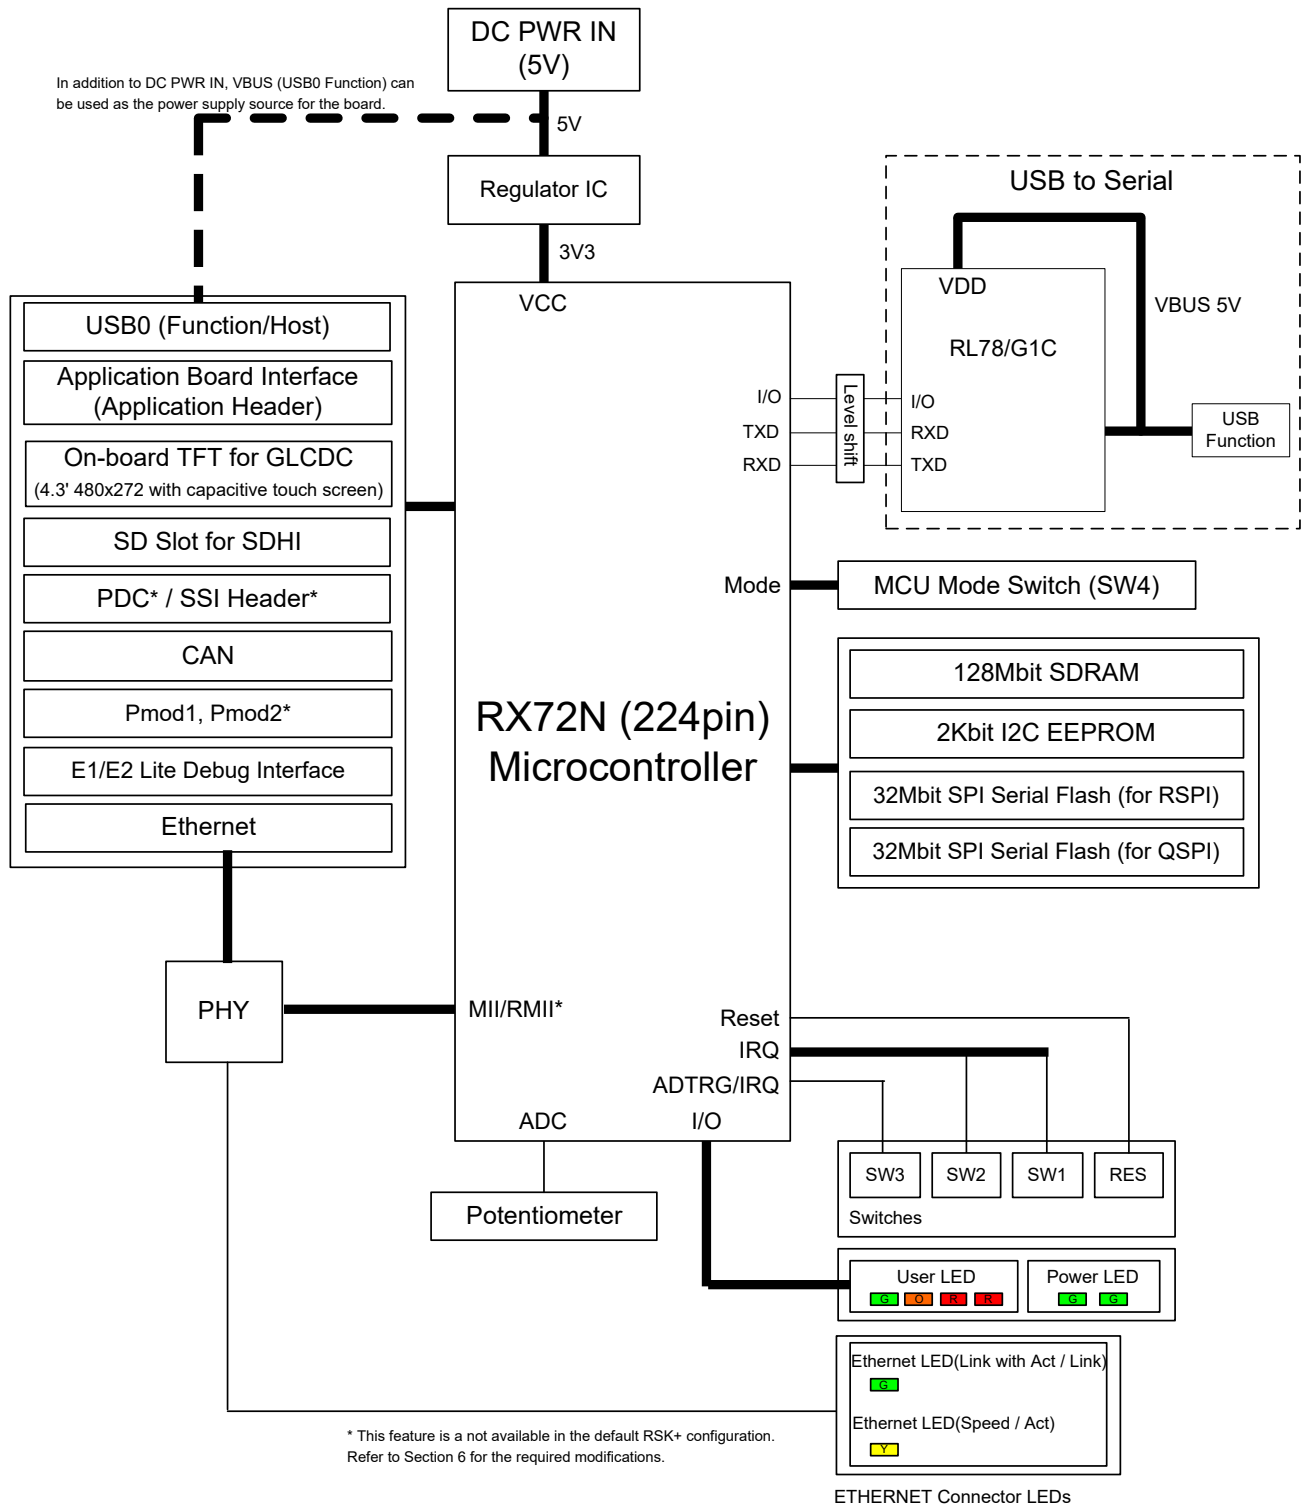 DC PWR IN
(5V)
In addition to DC PWR IN, VBUS (USB0 Function) can
be used as the power supply source for the board.
5V
Regulator IC
3V3
USB to Serial
VDD
VBUS 5V
RL78/G1C
I/O
RXD
TXD
USB
Function
Level shift
VCC
I/O
TXD
RXD
USB0 (Function/Host)
Application Board Interface
(Application Header)
On-board TFT for GLCDC
(4.3' 480x272 with capacitive touch screen)
SD Slot for SDHI
PDC* / SSI Header*
CAN
Pmod1, Pmod2*
E1/E2 Lite Debug Interface
Ethernet
Mode
MCU Mode Switch (SW4)
RX72N (224pin)
Microcontroller
128Mbit SDRAM
2Kbit I2C EEPROM
32Mbit SPI Serial Flash (for RSPI)
32Mbit SPI Serial Flash (for QSPI)
PHY
MII/RMII*
Reset
IRQ
ADTRG/IRQ
ADC
I/O
SW3
SW2
SW1
RES
Switches
Potentiometer
User LED
G O R R
Power LED
G G
Ethernet LED(Link with Act / Link)
G
Ethernet LED(Speed / Act)
Y
* This feature is a not available in the default RSK+ configuration.
Refer to Section 6 for the required modifications.
ETHERNET Connector LEDs